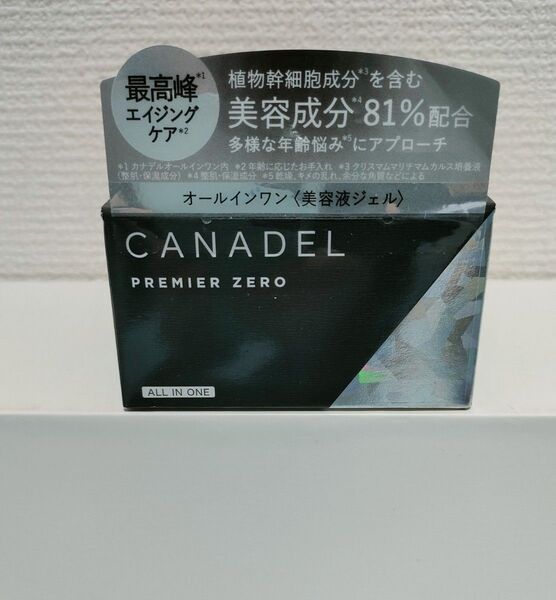 最高峰*1
エイジング
ケア*2
植物幹細胞成分*3を含む
美容成分*4 81%配合
多様な年齢悩み*5にアプローチ
*1 カナデルオールインワン内 *2 年齢に応じたお手入れ *3 クリスマムマリチマムカルス培養液
(整肌・保湿成分) *4 整肌・保湿成分 *5 乾燥、キメの乱れ、余分な角質などによる
オールインワン〈美容液ジェル〉
CANADEL
PREMIER ZERO
ALL IN ONE